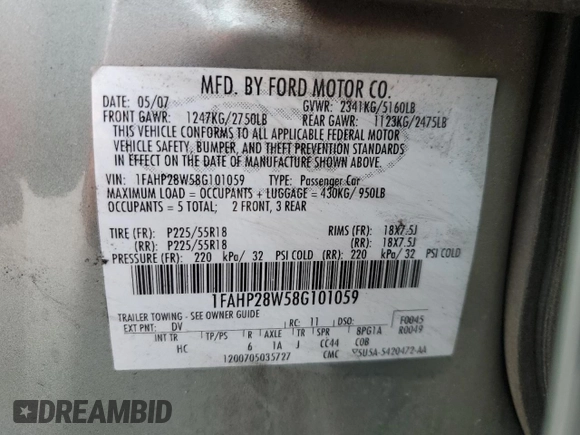 MFD. BY FORD MOTOR CO.
DATE: 05/07 GVWR: 2341KG/5160LB
FRONT GAWR: 1247KG/2750LB REAR GAWR: 1123KG/2475LB
THIS VEHICLE CONFORMS TO ALL APPLICABLE FEDERAL MOTOR
VEHICLE SAFETY, BUMPER, AND THEFT PREVENTION STANDARDS
IN EFFECT ON THE DATE OF MANUFACTURE SHOWN ABOVE.
VIN: 1FAHP28W58G101059 TYPE: Passenger Car
MAXIMUM LOAD = OCCUPANTS + LUGGAGE = 430KG/ 950LB
OCCUPANTS = 5 TOTAL; 2 FRONT, 3 REAR
TIRE (FR): P225/55R18 RIMS (FR): 18X7.5J
(RR): P225/55R18 (RR): 18X7.5J
PRESSURE (FR): 220 kPa/ 32 PSI COLD (RR): 220 kPa/ 32 PSI COLD
1FAHP28W58G101059
TRAILER TOWING - SEE OWNER GUIDE
EXT PNT: DV RC: 11 DSO: F0045
INT TR TP/PS R AXLE TR SPR BPG1A R0049
HC 6 1A J CC44 COB
1200705035727 CMC 5U5A-5420472-AA
DREAMBID